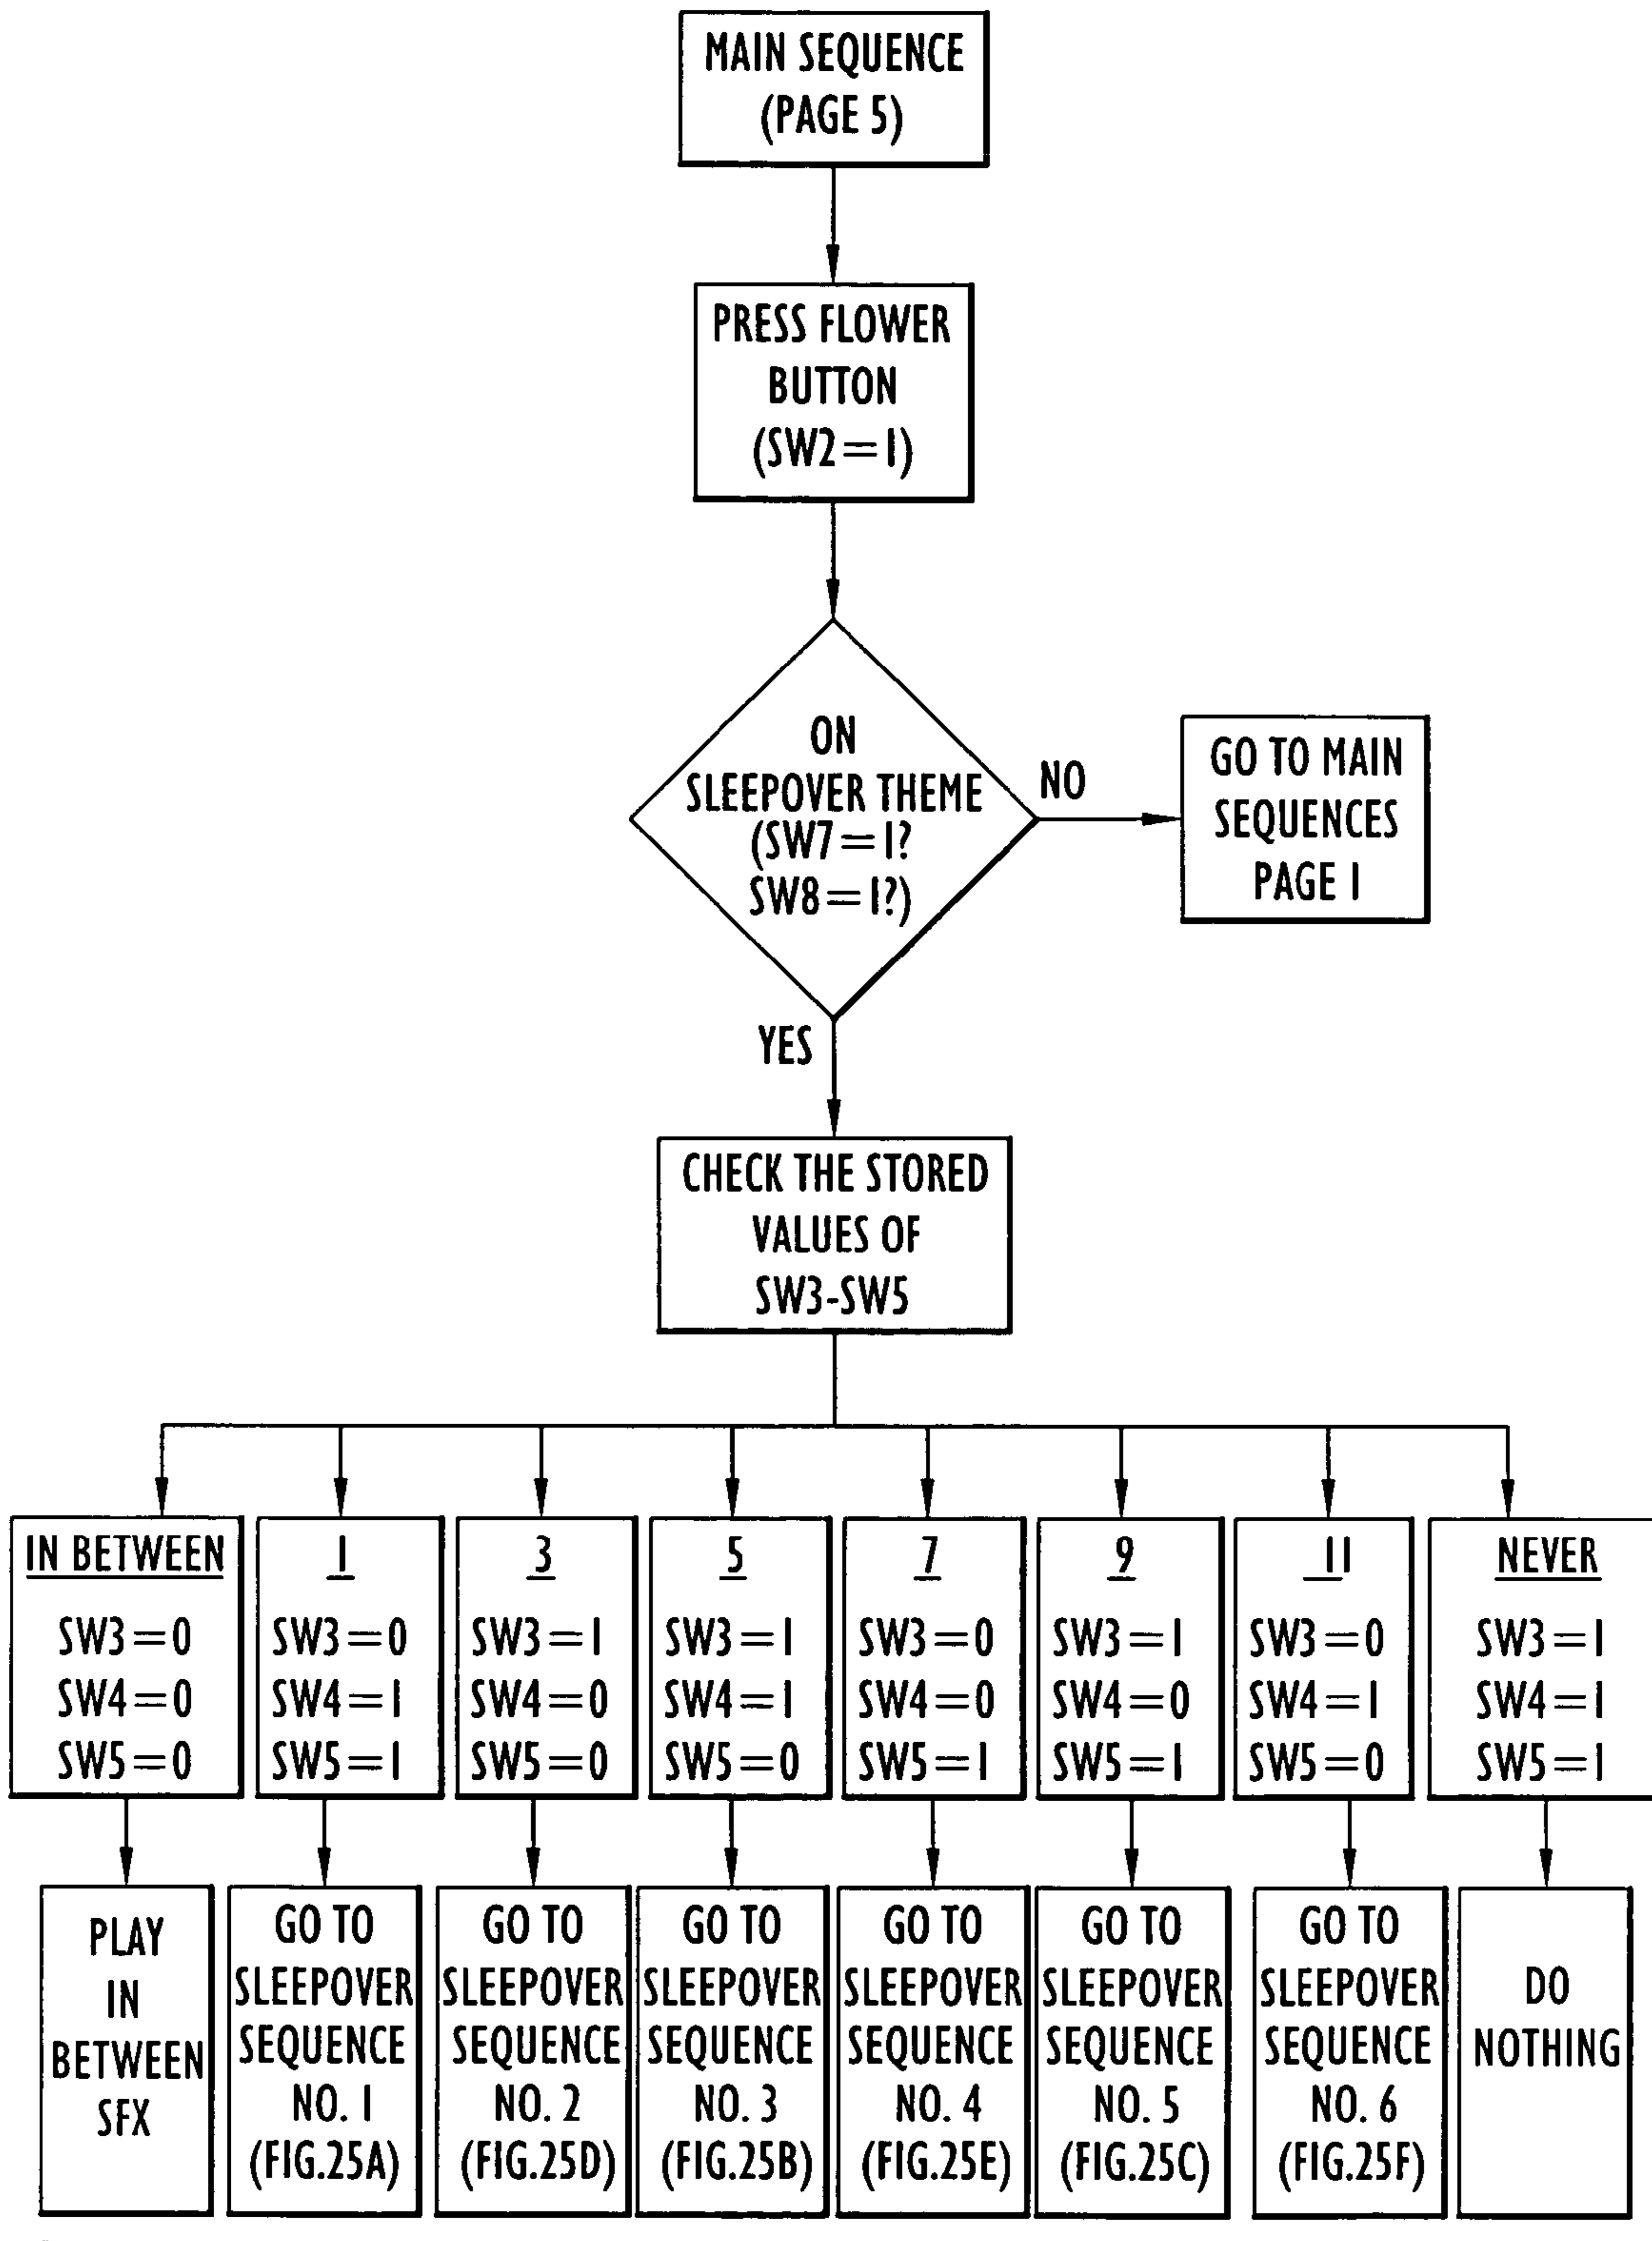 MAIN SEQUENCE
(PAGE 5)
PRESS FLOWER
BUTTON
(SW2=1)
ON
SLEEPOVER THEME
(SW7=1?
SW8=1?)
NO
GO TO MAIN
SEQUENCES
PAGE 1
YES
CHECK THE STORED
VALUES OF
SW3-SW5
IN BETWEEN
SW3=0
SW4=0
SW5=0
1
SW3=0
SW4=1
SW5=1
3
SW3=1
SW4=0
SW5=0
5
SW3=1
SW4=1
SW5=0
7
SW3=0
SW4=0
SW5=1
9
SW3=1
SW4=0
SW5=1
11
SW3=0
SW4=1
SW5=0
NEVER
SW3=1
SW4=1
SW5=1
PLAY
IN
BETWEEN
SFX
GO TO
SLEEPOVER
SEQUENCE
NO. 1
(FIG.25A)
GO TO
SLEEPOVER
SEQUENCE
NO. 2
(FIG.25D)
GO TO
SLEEPOVER
SEQUENCE
NO. 3
(FIG.25B)
GO TO
SLEEPOVER
SEQUENCE
NO. 4
(FIG.25E)
GO TO
SLEEPOVER
SEQUENCE
NO. 5
(FIG.25C)
GO TO
SLEEPOVER
SEQUENCE
NO. 6
(FIG.25F)
DO
NOTHING